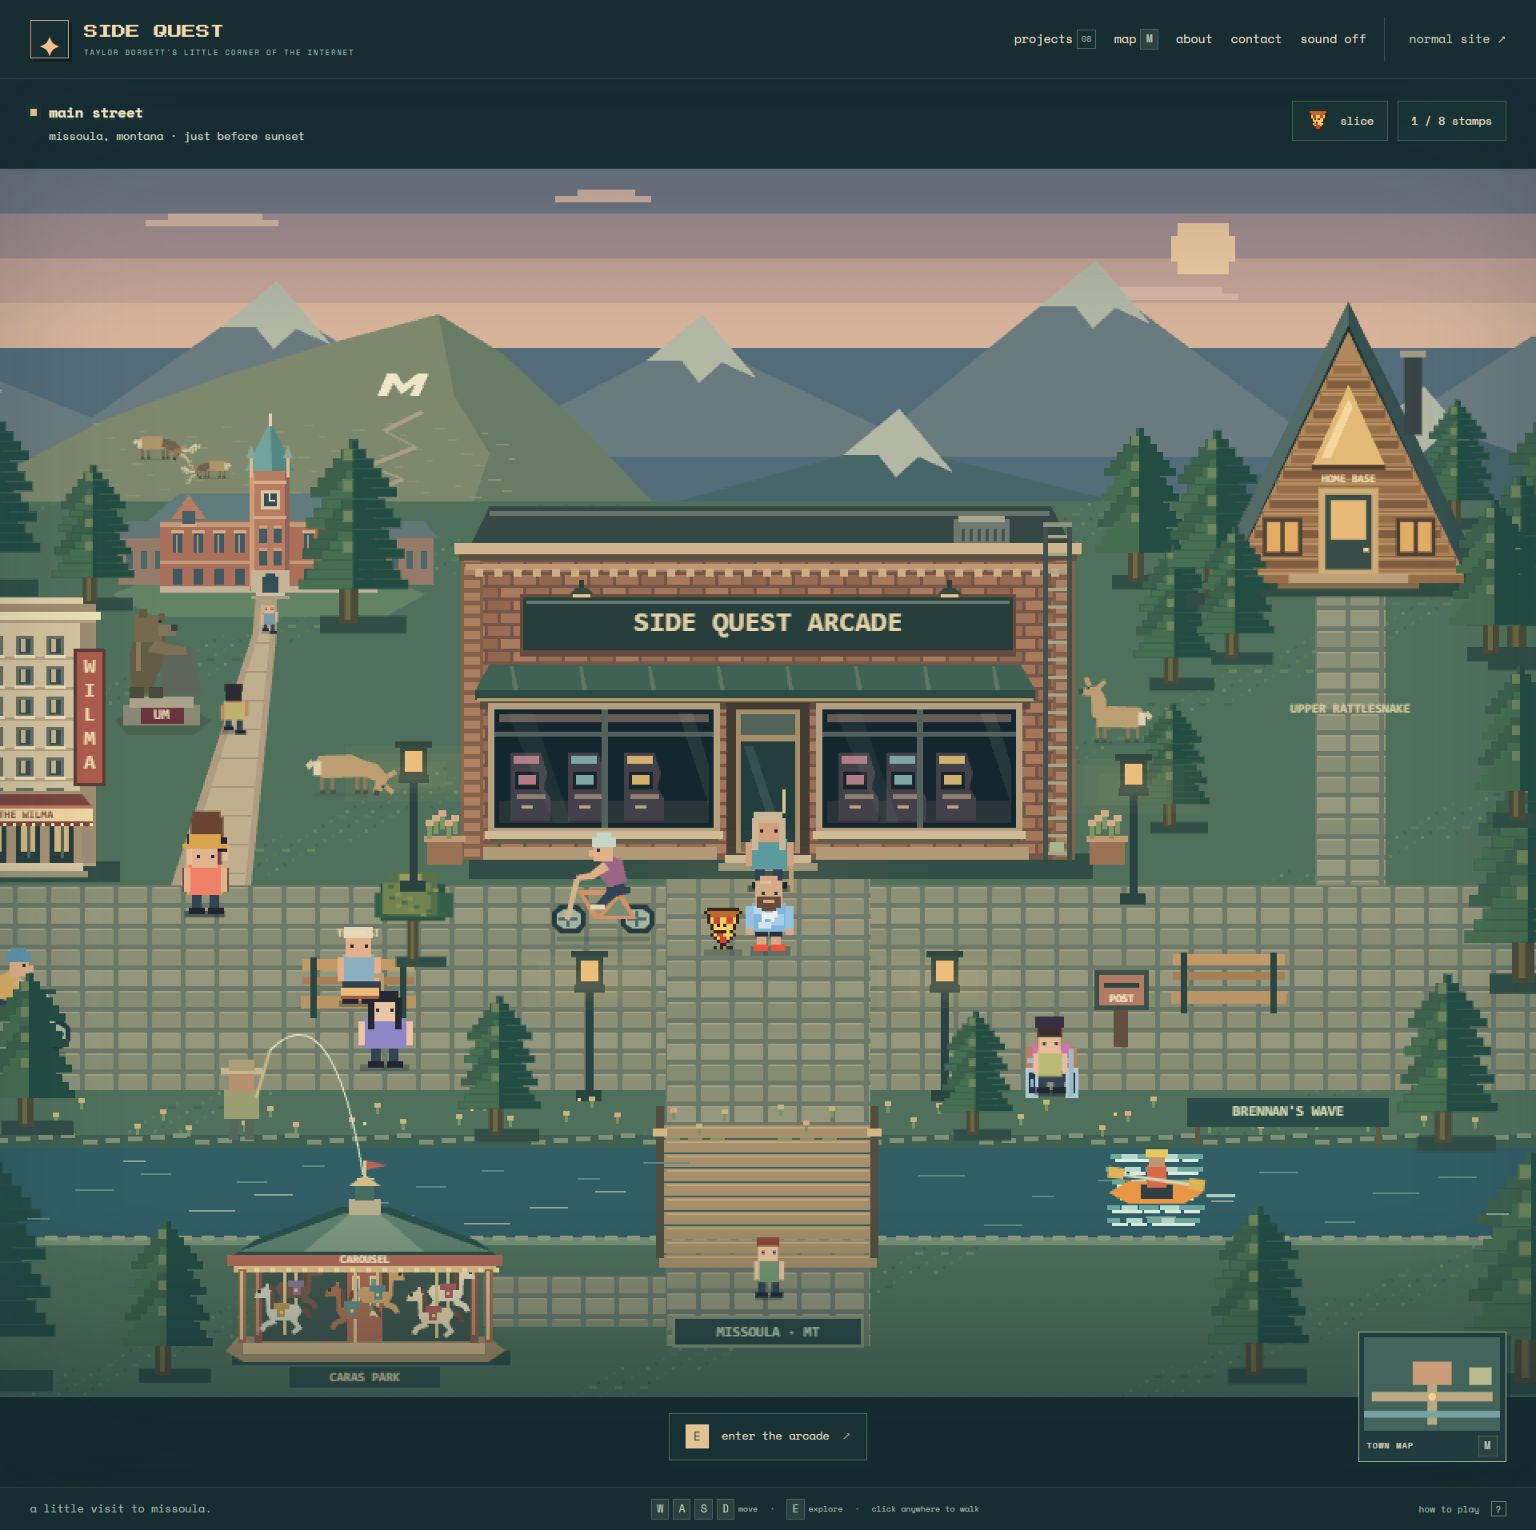 SIDE QUEST
TAYLOR DORSETT'S LITTLE CORNER OF THE INTERNET
projects 08 map M about contact sound off normal site ↗
main street
missoula, montana · just before sunset
slice
1 / 8 stamps
M
HOME BASE
SIDE QUEST ARCADE
WILMA
UM
UPPER RATTLESNAKE
THE WILMA
POST
BRENNAN'S WAVE
CAROUSEL
MISSOULA · MT
CARAS PARK
TOWN MAP M
E enter the arcade ↗
a little visit to missoula.
W A S D move · E explore · click anywhere to walk
how to play ?